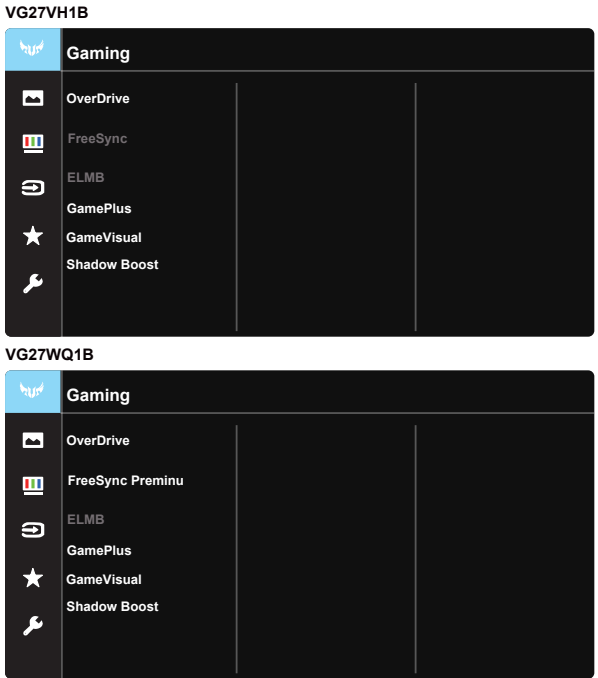 VG27VH1B
Gaming
OverDrive
FreeSync
ELMB
GamePlus
GameVisual
Shadow Boost
VG27WQ1B
Gaming
OverDrive
FreeSync Preminu
ELMB
GamePlus
GameVisual
Shadow Boost